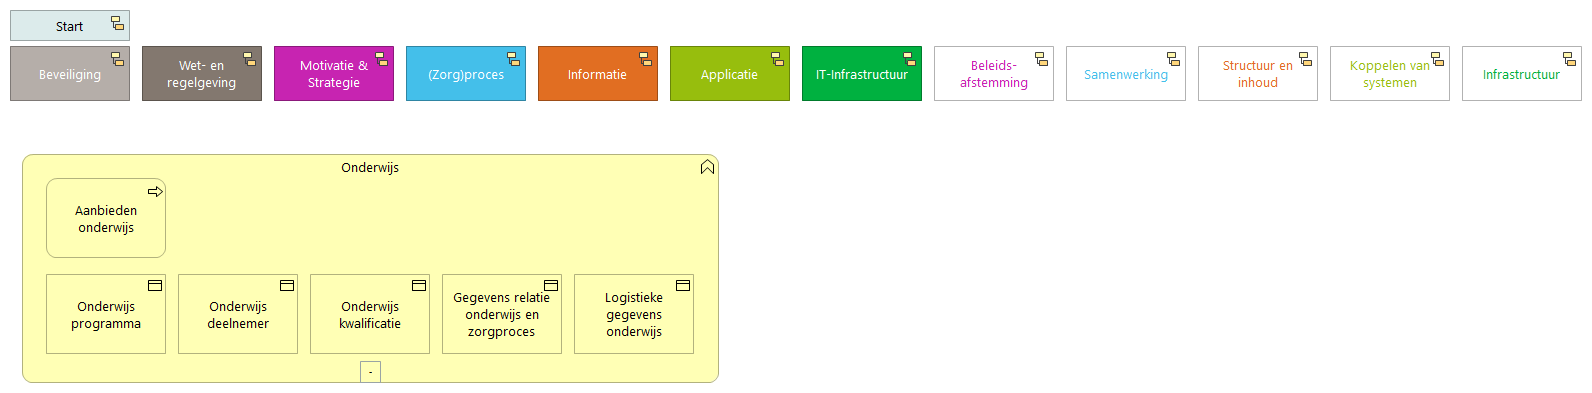 Start
Beveiliging
Wet- en
regelgeving
Motivatie &
Strategie
(Zorg)proces
Informatie
Applicatie
IT-Infrastructuur
Beleids-
afstemming
Samenwerking
Structuur en
inhoud
Koppelen van
systemen
Infrastructuur
Onderwijs
Aanbieden
onderwijs
Onderwijs
programma
Onderwijs
deelnemer
Onderwijs
kwalificatie
Gegevens relatie
onderwijs en
zorgproces
Logistieke
gegevens
onderwijs
-